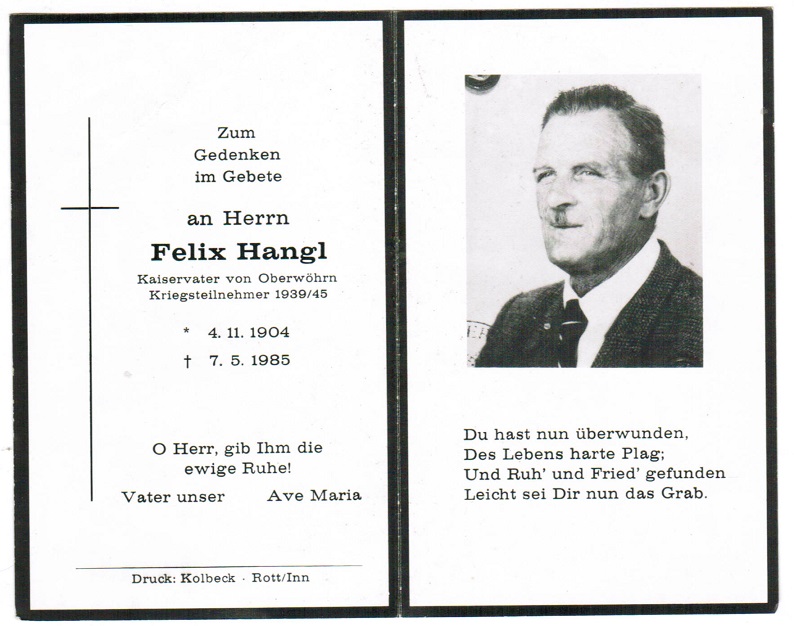 Zum
Gedenken
im Gebete
an Herrn
Felix Hangl
Kaiservater von Oberwöhrn
Kriegsteilnehmer 1939/45
* 4. 11. 1904
† 7. 5. 1985
O Herr, gib Ihm die
ewige Ruhe!
Vater unser Ave Maria
Druck: Kolbeck · Rott/Inn
Du hast nun überwunden,
Des Lebens harte Plag;
Und Ruh' und Fried' gefunden
Leicht sei Dir nun das Grab.